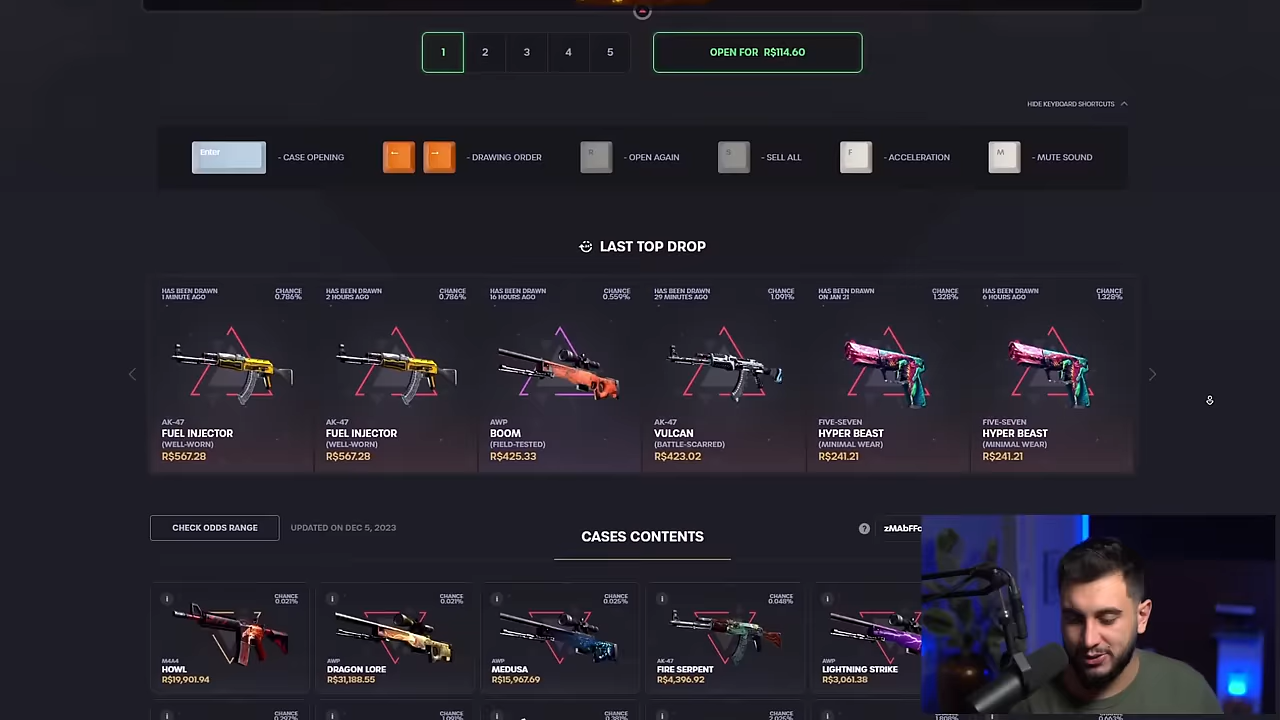 1 2 3 4 5 OPEN FOR R$114.60
HIDE KEYBOARD SHORTCUTS
Enter - CASE OPENING ← → - DRAWING ORDER R - OPEN AGAIN S - SELL ALL F - ACCELERATION M - MUTE SOUND
LAST TOP DROP
HAS BEEN DRAWN
1 MINUTE AGO
CHANCE
0.786%
AK-47
FUEL INJECTOR
(WELL-WORN)
R$567.28
HAS BEEN DRAWN
2 HOURS AGO
CHANCE
0.786%
AK-47
FUEL INJECTOR
(WELL-WORN)
R$567.28
HAS BEEN DRAWN
16 HOURS AGO
CHANCE
0.559%
AWP
BOOM
(FIELD-TESTED)
R$425.33
HAS BEEN DRAWN
29 MINUTES AGO
CHANCE
1.091%
AK-47
VULCAN
(BATTLE-SCARRED)
R$423.02
HAS BEEN DRAWN
ON JAN 21
CHANCE
1.328%
FIVE-SEVEN
HYPER BEAST
(MINIMAL WEAR)
R$241.21
HAS BEEN DRAWN
6 HOURS AGO
CHANCE
1.328%
FIVE-SEVEN
HYPER BEAST
(MINIMAL WEAR)
R$241.21
CHECK ODDS RANGE UPDATED ON DEC 5, 2023
CASES CONTENTS
? zMAbFFc
CHANCE
0.021%
M4A4
HOWL
R$19,901.94
CHANCE
0.021%
AWP
DRAGON LORE
R$31,188.55
CHANCE
0.025%
AWP
MEDUSA
R$15,967.69
CHANCE
0.048%
AK-47
FIRE SERPENT
R$4,396.92
CHANCE
AWP
LIGHTNING STRIKE
R$3,061.38